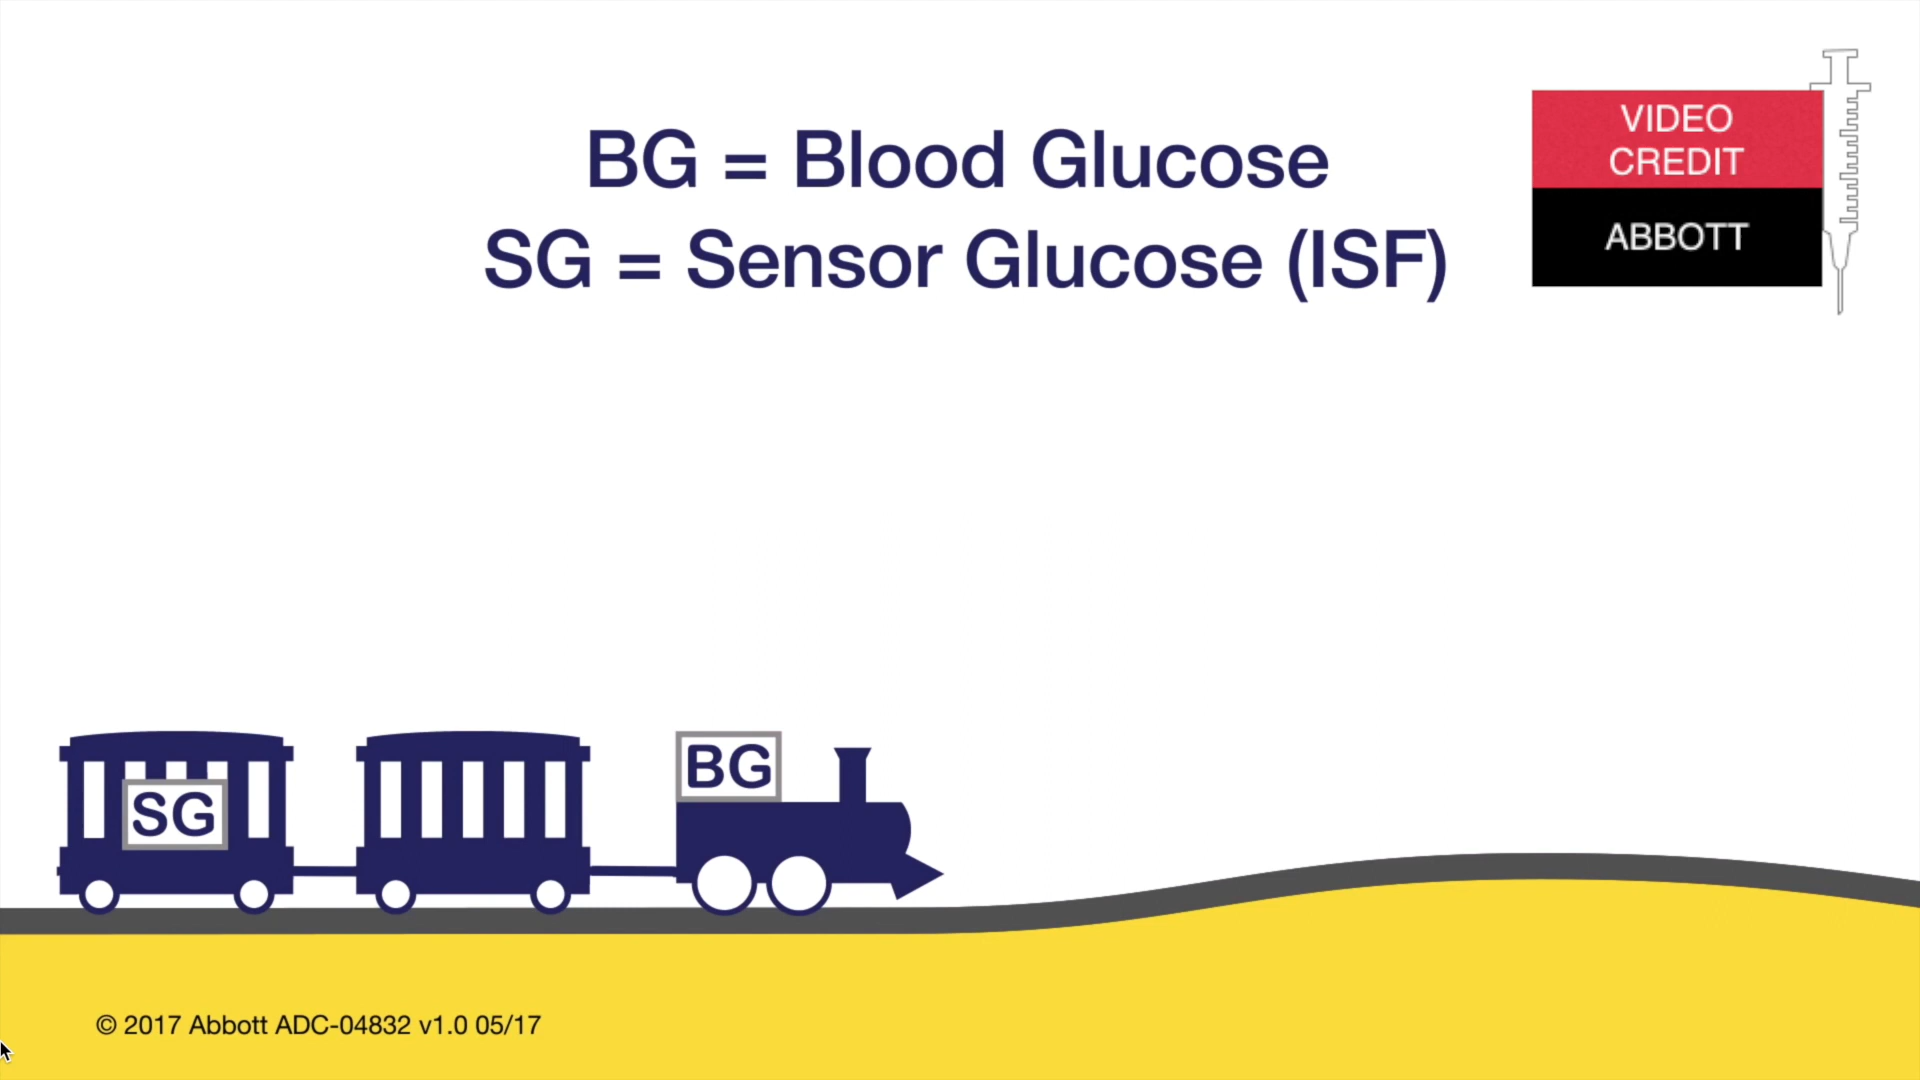 BG = Blood Glucose
SG = Sensor Glucose (ISF)
VIDEO
CREDIT
ABBOTT
SG
BG
© 2017 Abbott ADC-04832 v1.0 05/17